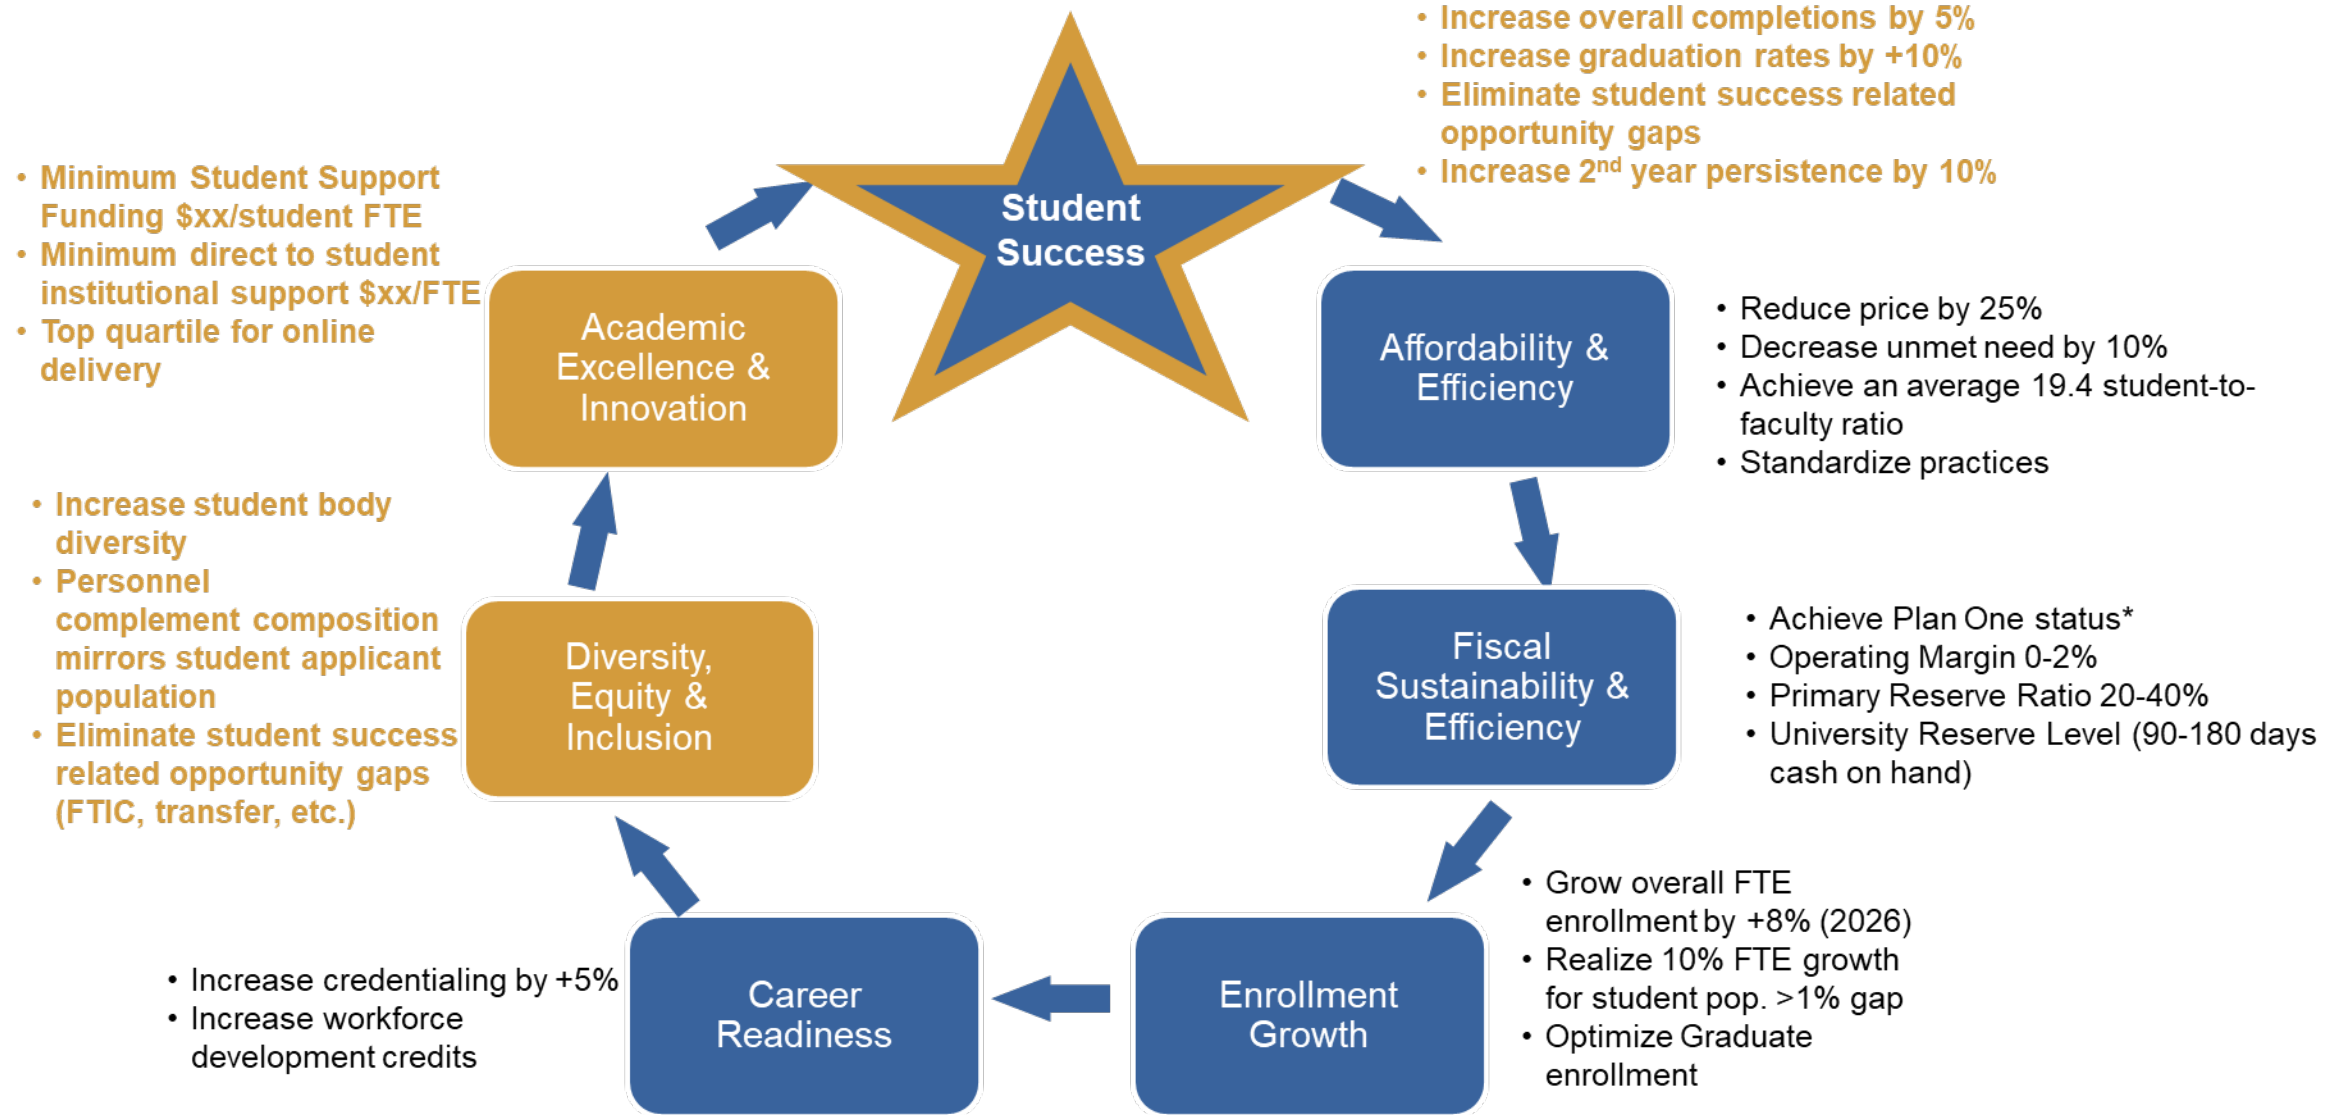 • Increase overall completions by 5%
• Increase graduation rates by +10%
• Eliminate student success related
opportunity gaps
• Increase 2nd year persistence by 10%
Student
Success
• Minimum Student Support
Funding $xx/student FTE
• Minimum direct to student
institutional support $xx/FTE
• Top quartile for online
delivery
Academic
Excellence &
Innovation
Affordability &
Efficiency
• Reduce price by 25%
• Decrease unmet need by 10%
• Achieve an average 19.4 student-to-
faculty ratio
• Standardize practices
• Increase student body
diversity
• Personnel
complement composition
mirrors student applicant
population
• Eliminate student success
related opportunity gaps
(FTIC, transfer, etc.)
Diversity,
Equity &
Inclusion
Fiscal
Sustainability &
Efficiency
• Achieve Plan One status*
• Operating Margin 0-2%
• Primary Reserve Ratio 20-40%
• University Reserve Level (90-180 days
cash on hand)
• Increase credentialing by +5%
• Increase workforce
development credits
Career
Readiness
Enrollment
Growth
• Grow overall FTE
enrollment by +8% (2026)
• Realize 10% FTE growth
for student pop. >1% gap
• Optimize Graduate
enrollment